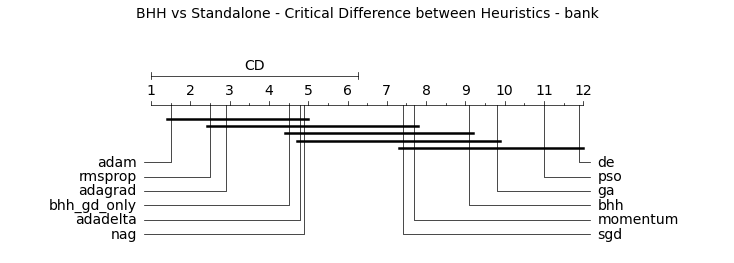 BHH vs Standalone - Critical Difference between Heuristics - bank
CD
1 2 3 4 5 6 7 8 9 10 11 12
adam de
rmsprop pso
adagrad ga
bhh_gd_only bhh
adadelta momentum
nag sgd